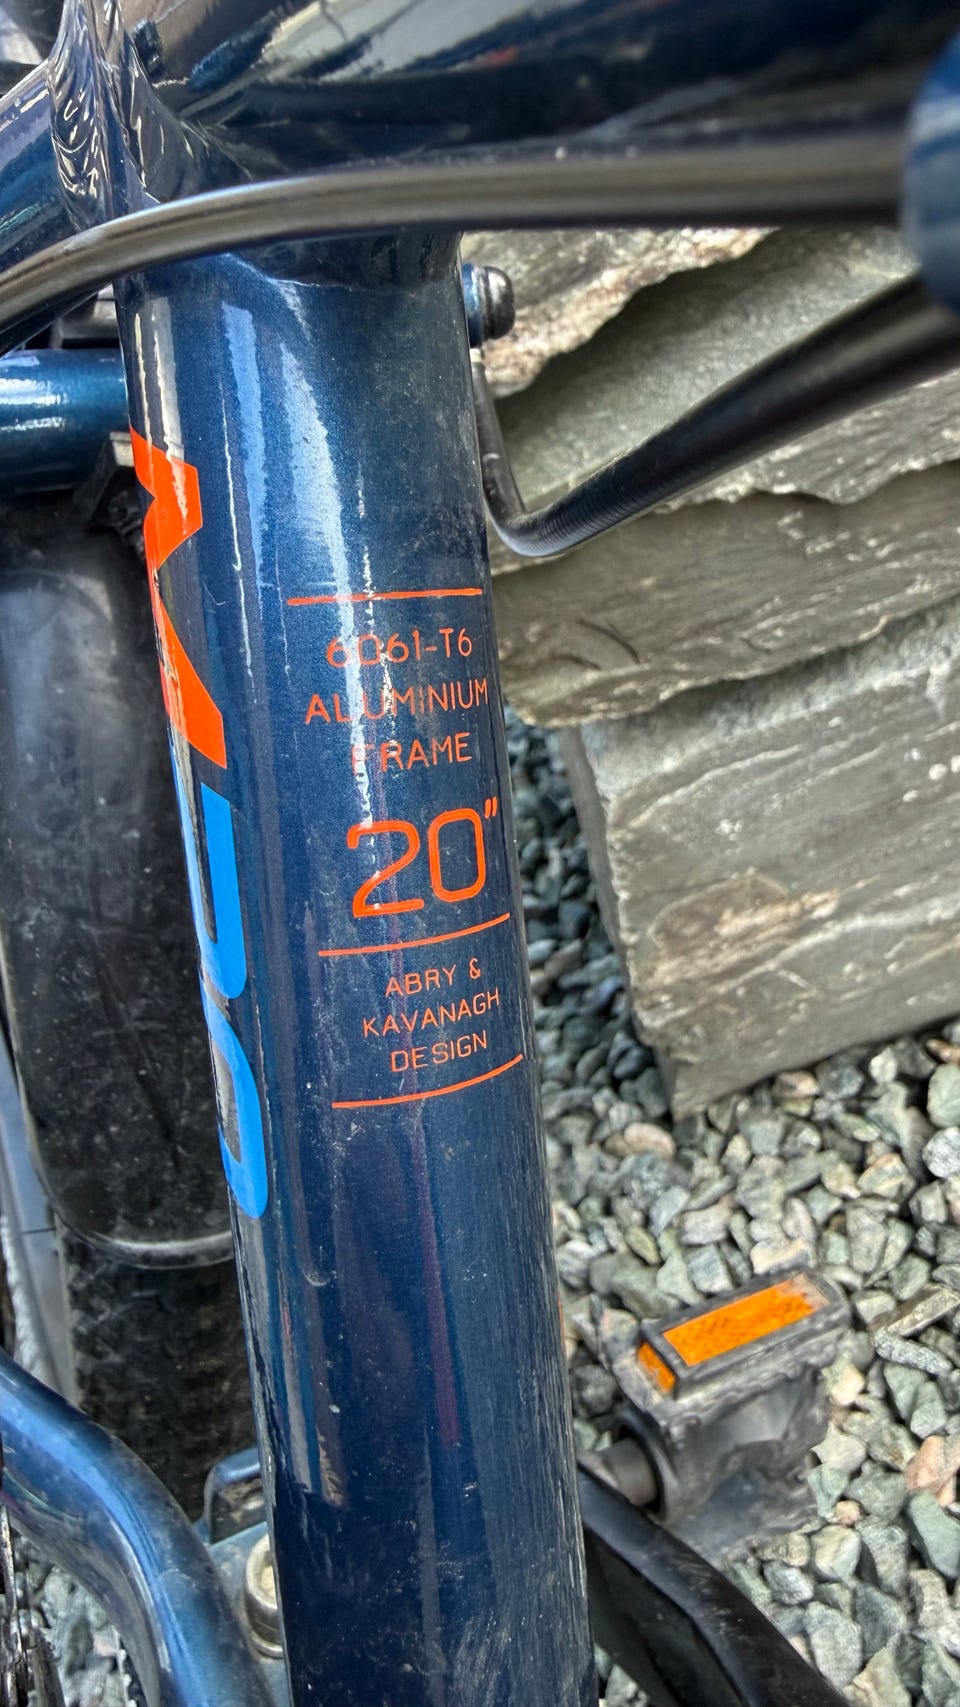 6061-T6
ALUMINIUM
FRAME
20"
ABRY &
KAVANAGH
DESIGN